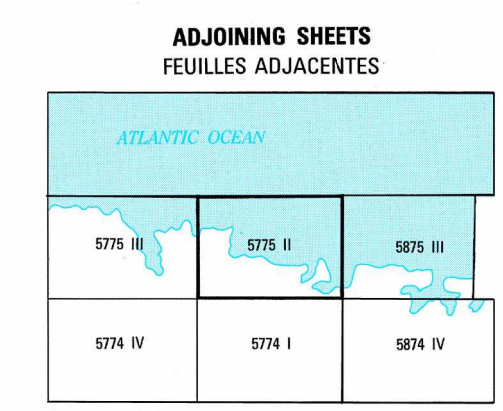 ADJOINING SHEETS
FEUILLES ADJACENTES
ATLANTIC OCEAN
5775 III
5775 II
5875 III
5774 IV
5774 I
5874 IV